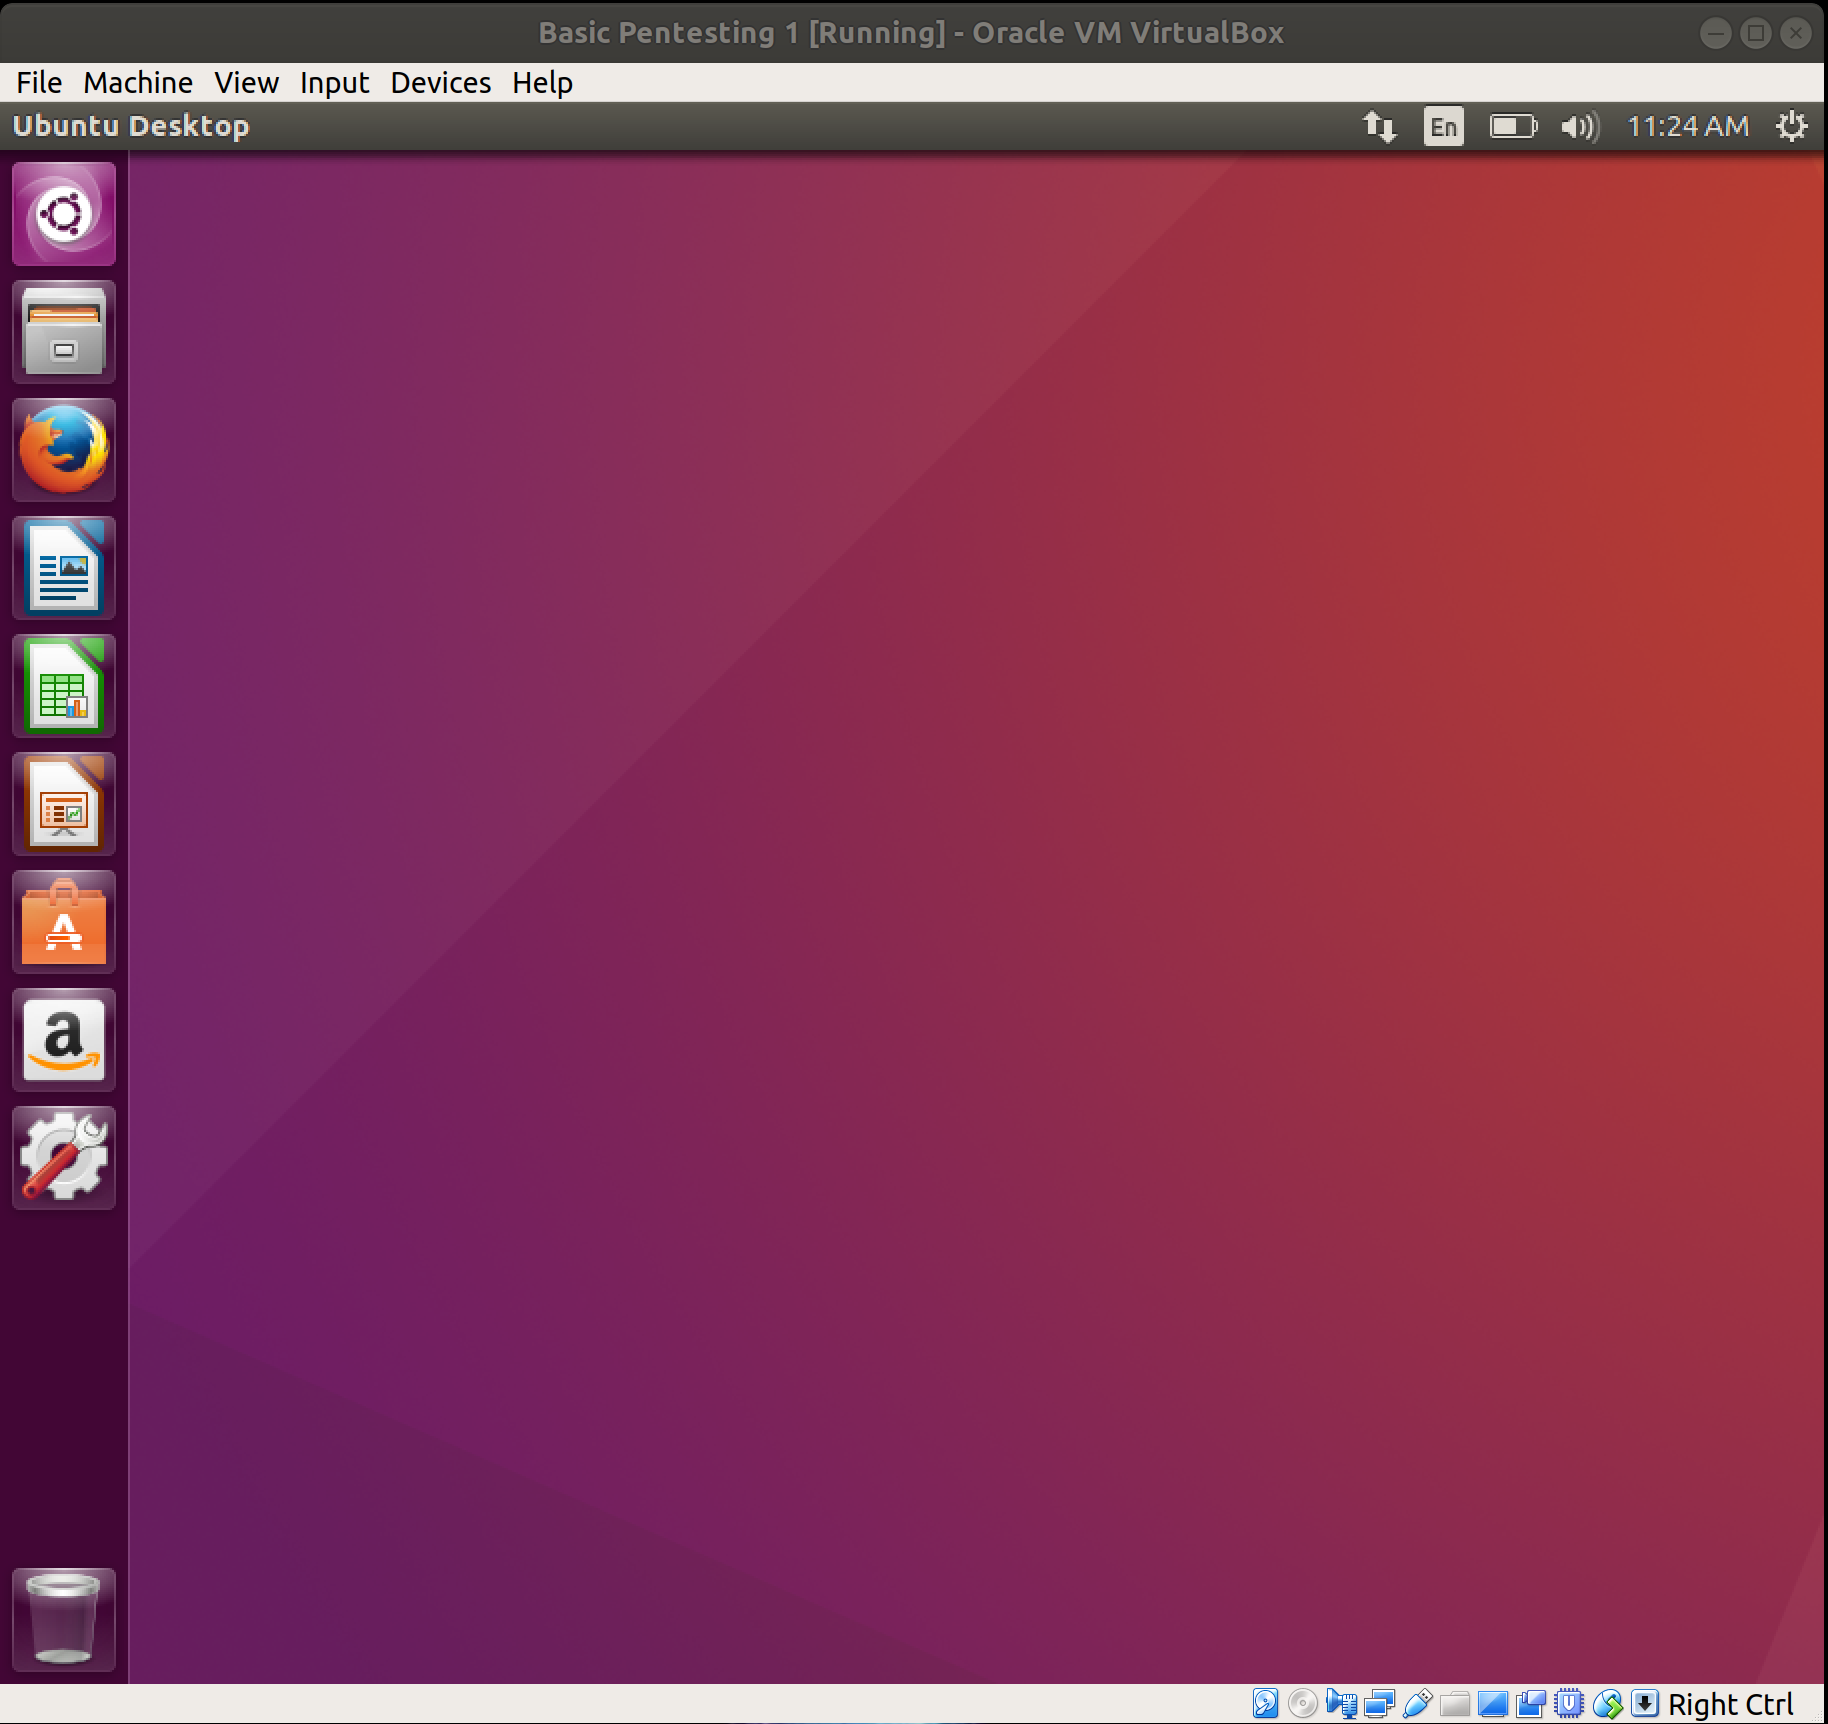 Basic Pentesting 1 [Running] - Oracle VM VirtualBox
File Machine View Input Devices Help
Ubuntu Desktop En 11:24 AM
A
a
Right Ctrl